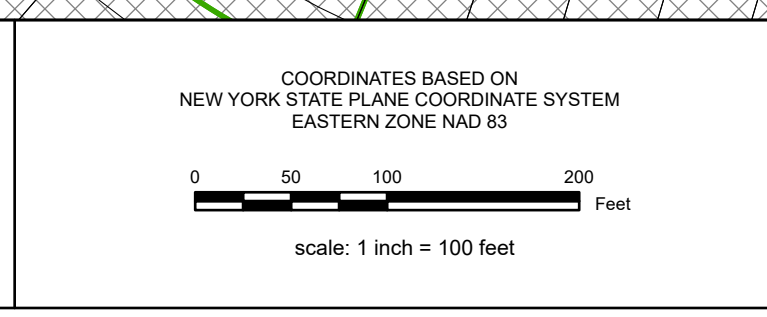 COORDINATES BASED ON
NEW YORK STATE PLANE COORDINATE SYSTEM
EASTERN ZONE NAD 83
0 50 100 200
Feet
scale: 1 inch = 100 feet